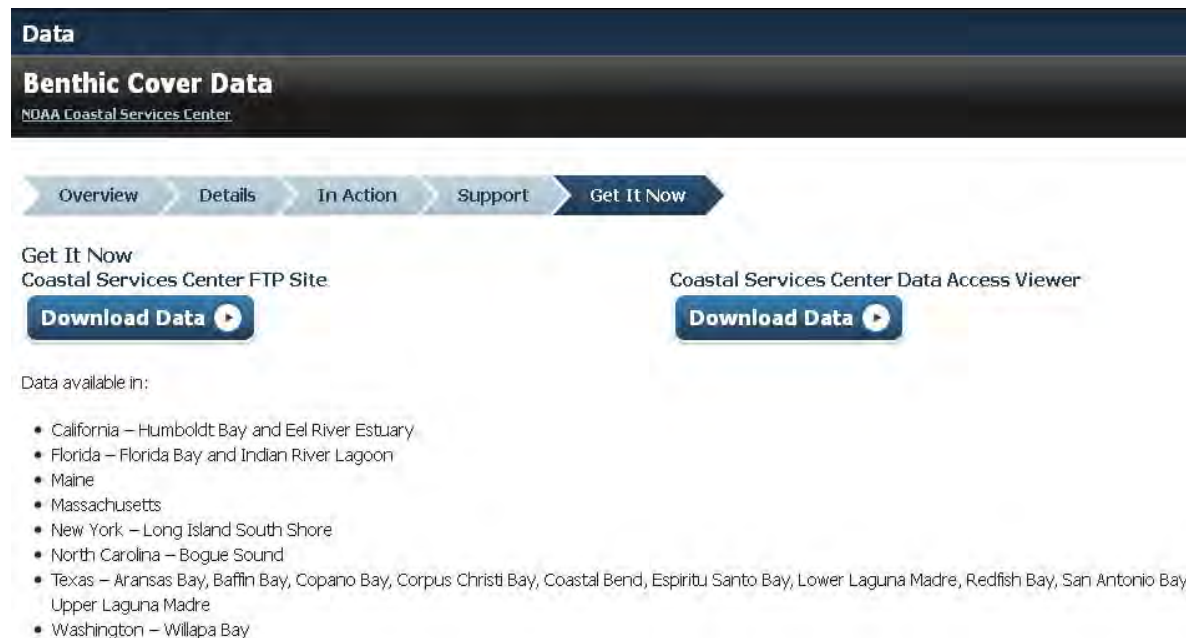 Data
Benthic Cover Data
NOAA Coastal Services Center
Overview Details In Action Support Get It Now
Get It Now
Coastal Services Center FTP Site
Download Data
Coastal Services Center Data Access Viewer
Download Data
Data available in:
• California – Humboldt Bay and Eel River Estuary
• Florida – Florida Bay and Indian River Lagoon
• Maine
• Massachusetts
• New York – Long Island South Shore
• North Carolina – Bogue Sound
• Texas – Aransas Bay, Baffin Bay, Copano Bay, Corpus Christi Bay, Coastal Bend, Espiritu Santo Bay, Lower Laguna Madre, Redfish Bay, San Antonio Bay
Upper Laguna Madre
• Washington – Willapa Bay